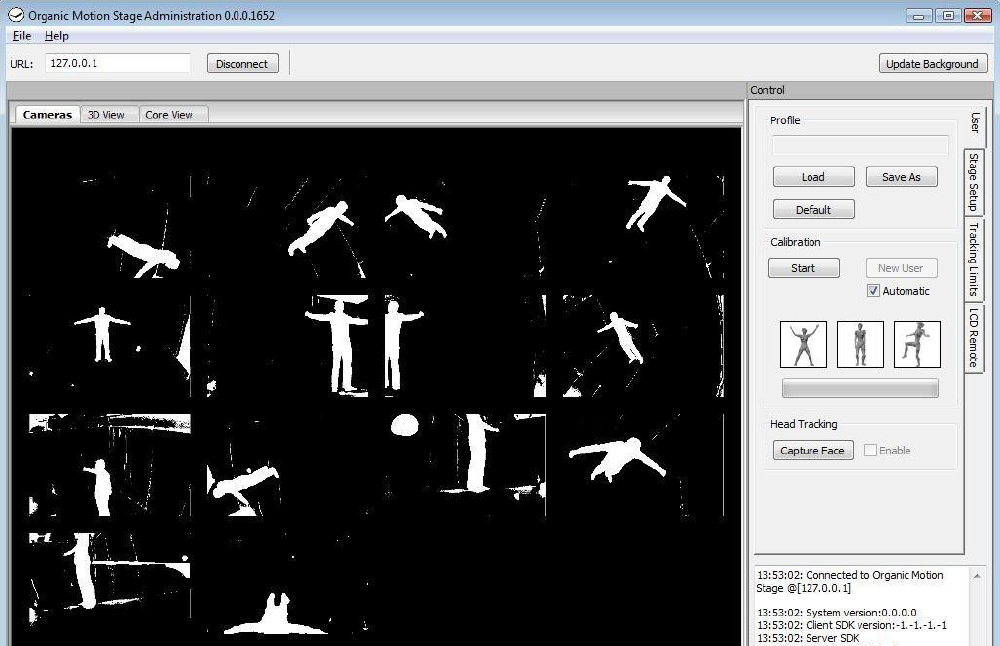 Organic Motion Stage Administration 0.0.0.1652
File Help
URL: 127.0.0.1 Disconnect Update Background
Control
Cameras 3D View Core View
User
Stage Setup
Tracking Limits
LCD Remote
Profile
Load Save As
Default
Calibration
Start New User
Automatic
Head Tracking
Capture Face Enable
13:53:02: Connected to Organic Motion
Stage @[127.0.0.1]
13:53:02: System version:0.0.0.0
13:53:02: Client SDK version:-1.-1.-1.-1
13:53:02: Server SDK